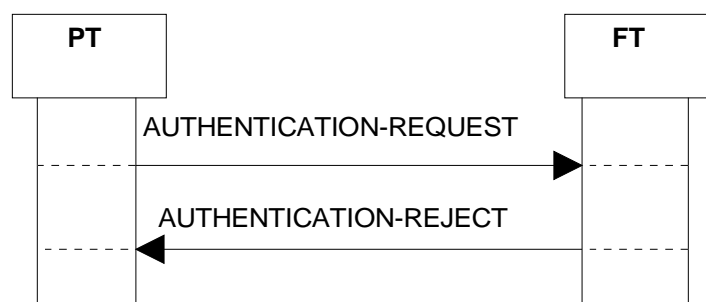 PT
FT
AUTHENTICATION-REQUEST
AUTHENTICATION-REJECT